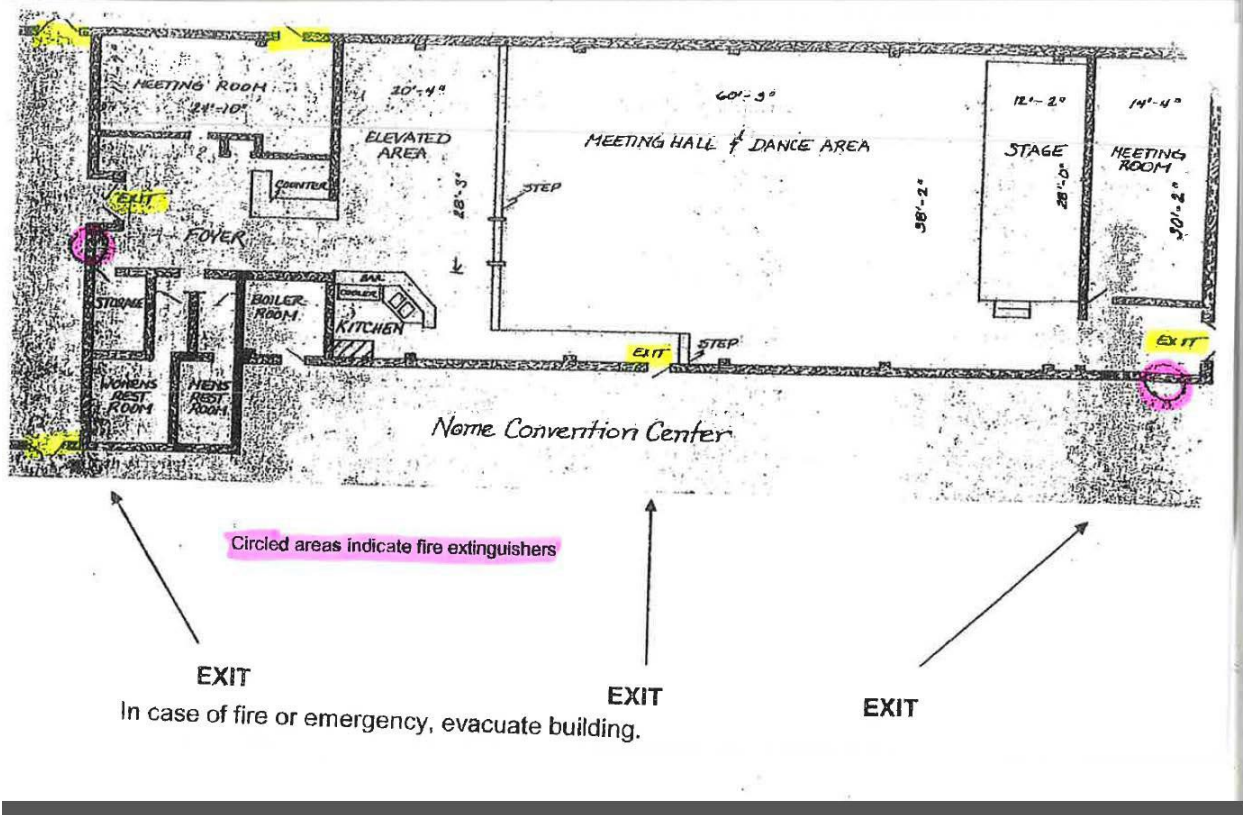 MEETING ROOM
21'-10"
20'-4"
ELEVATED
AREA
28'-3"
STEP
60'-9"
MEETING HALL & DANCE AREA
38'-2"
12'-2"
STAGE
28'-0"
14'-4"
MEETING
ROOM
30'-2"
COUNTER
EXIT
FOYER
STORAGE
BOILER
ROOM
BAR
COOLER
KITCHEN
WOMENS
REST
ROOM
MENS
REST
ROOM
EXIT
STEP
EXIT
Nome Convention Center
Circled areas indicate fire extinguishers
EXIT
EXIT
EXIT
In case of fire or emergency, evacuate building.